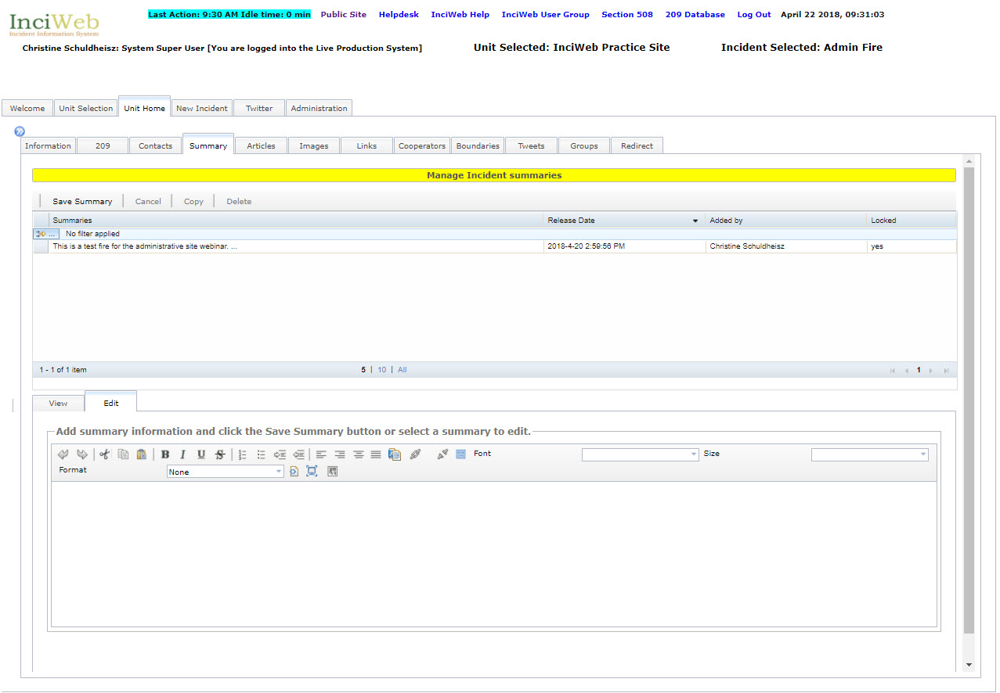 InciWeb
Incident Information System
Last Action: 9:30 AM Idle time: 0 min Public Site Helpdesk InciWeb Help InciWeb User Group Section 508 209 Database Log Out April 22 2018, 09:31:03
Christine Schuldheisz: System Super User [You are logged into the Live Production System] Unit Selected: InciWeb Practice Site Incident Selected: Admin Fire
Welcome Unit Selection Unit Home New Incident Twitter Administration
Information 209 Contacts Summary Articles Images Links Cooperators Boundaries Tweets Groups Redirect
Manage Incident summaries
Save Summary Cancel Copy Delete
Summaries Release Date Added by Locked
... No filter applied
This is a test fire for the administrative site webinar. ... 2018-4-20 2:59:56 PM Christine Schuldheisz yes
1 - 1 of 1 item 5 | 10 | All 1
View Edit
Add summary information and click the Save Summary button or select a summary to edit.
B I U S Font Size
Format None